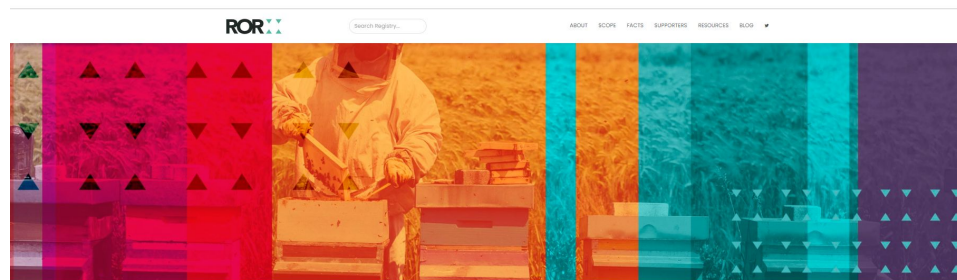 ROR
Search Registry...
ABOUT SCOPE FACTS SUPPORTERS RESOURCES BLOG